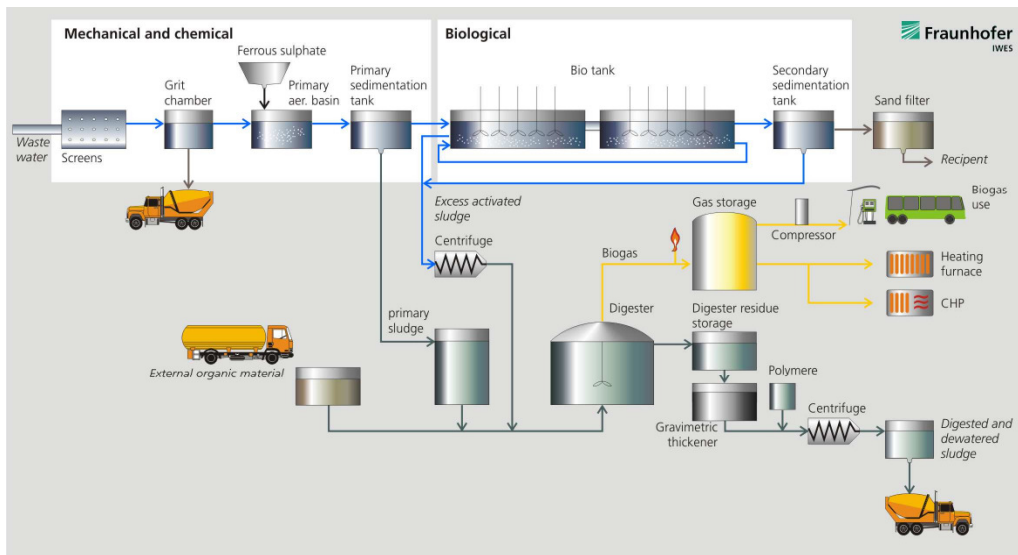 Mechanical and chemical
Biological
Fraunhofer
IWES
Ferrous sulphate
Grit
chamber
Primary
aer. basin
Primary
sedimentation
tank
Bio tank
Secondary
sedimentation
tank
Sand filter
Waste
water
Screens
Recipent
Excess activated
sludge
Centrifuge
Gas storage
Compressor
Biogas
use
Biogas
Heating
furnace
CHP
primary
sludge
Digester
Digester residue
storage
External organic material
Polymere
Gravimetric
thickener
Centrifuge
Digested and
dewatered
sludge